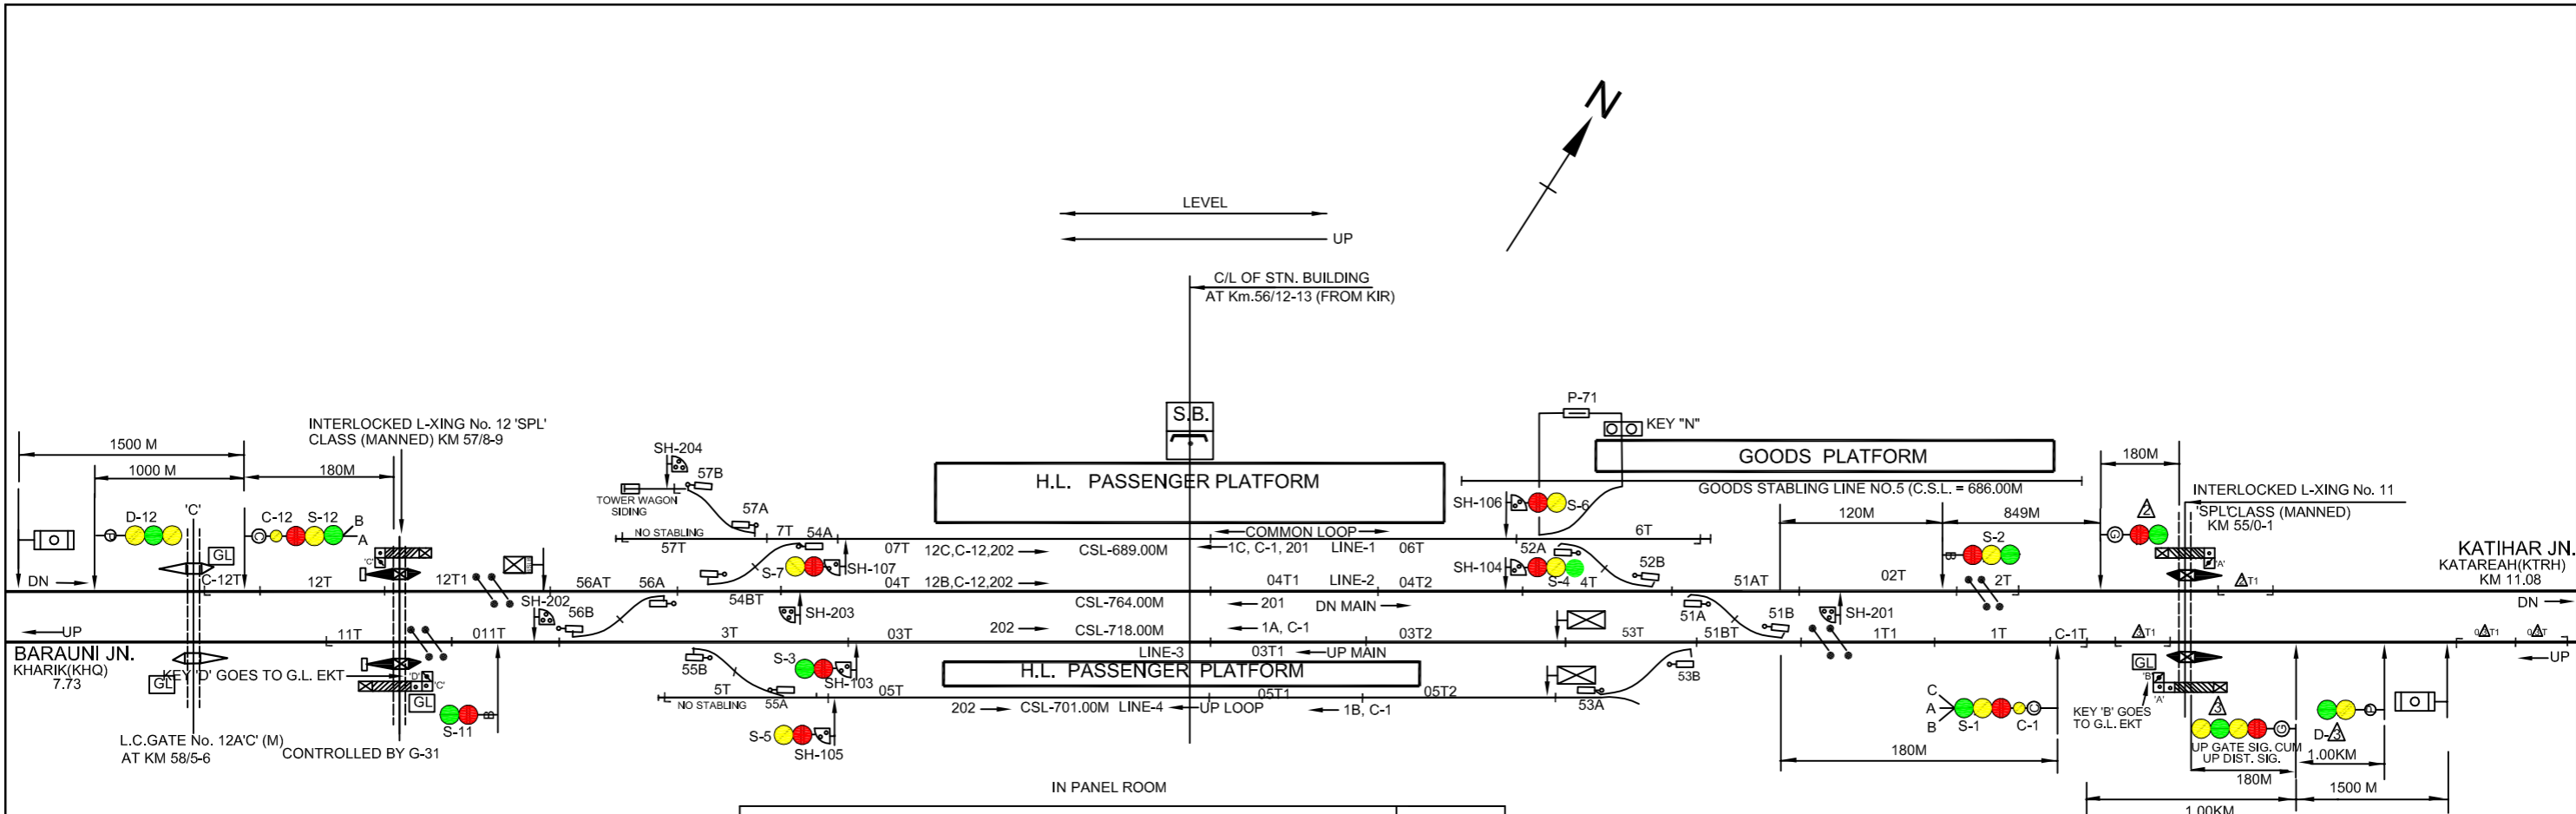 N
LEVEL
UP
C/L OF STN. BUILDING
AT Km.56/12-13 (FROM KIR)
S.B.
P-71
KEY "N"
INTERLOCKED L-XING No. 12 'SPL'
CLASS (MANNED) KM 57/8-9
1500 M
1000 M
180M
SH-204
57B
TOWER WAGON
SIDING
57A
H.L. PASSENGER PLATFORM
GOODS PLATFORM
GOODS STABLING LINE NO.5 (C.S.L. = 686.00M
180M
INTERLOCKED L-XING No. 11
'SPL'CLASS (MANNED)
KM 55/0-1
D-12
'C'
C-12 S-12
B
A
GL
'C'
SH-106
S-6
120M
849M
2
G
'A'
NO STABLING
57T
7T
54A
COMMON LOOP
07T
12C,C-12,202
CSL-689.00M
1C, C-1, 201
LINE-1
06T
6T
S-2
B
KATIHAR JN.
KATAREAH(KTRH)
KM 11.08
DN
C-12T
12T
12T1
56AT
56A
S-7
SH-107
04T
12B,C-12,202
04T1
LINE-2
04T2
SH-104
52A
S-4
4T
52B
51AT
02T
2T
2 T1
DN
SH-202
56B
54BT
SH-203
CSL-764.00M
201
DN MAIN
51A
51B
SH-201
UP
11T
011T
3T
03T
202
CSL-718.00M
1A, C-1
03T2
53T
51BT
1T1
1T
C-1T
3 T1
UP
BARAUNI JN.
KHARIK(KHQ)
7.73
GL
KEY 'D' GOES TO G.L. EKT
'D'
'C'
GL
55B
S-3
SH-103
LINE-3
03T1
UP MAIN
H.L. PASSENGER PLATFORM
53B
GL
'B'
'A'
5T
NO STABLING
55A
05T
05T1
05T2
53A
202
CSL-701.00M
LINE-4
UP LOOP
1B, C-1
S-11
B
S-5
SH-105
C
A
B
S-1
C-1
KEY 'B' GOES
TO G.L. EKT
3
G
D-3
L.C.GATE No. 12A'C' (M)
AT KM 58/5-6
CONTROLLED BY G-31
180M
UP GATE SIG. CUM
UP DIST. SIG.
1.00KM
180M
1500 M
IN PANEL ROOM
1.00KM